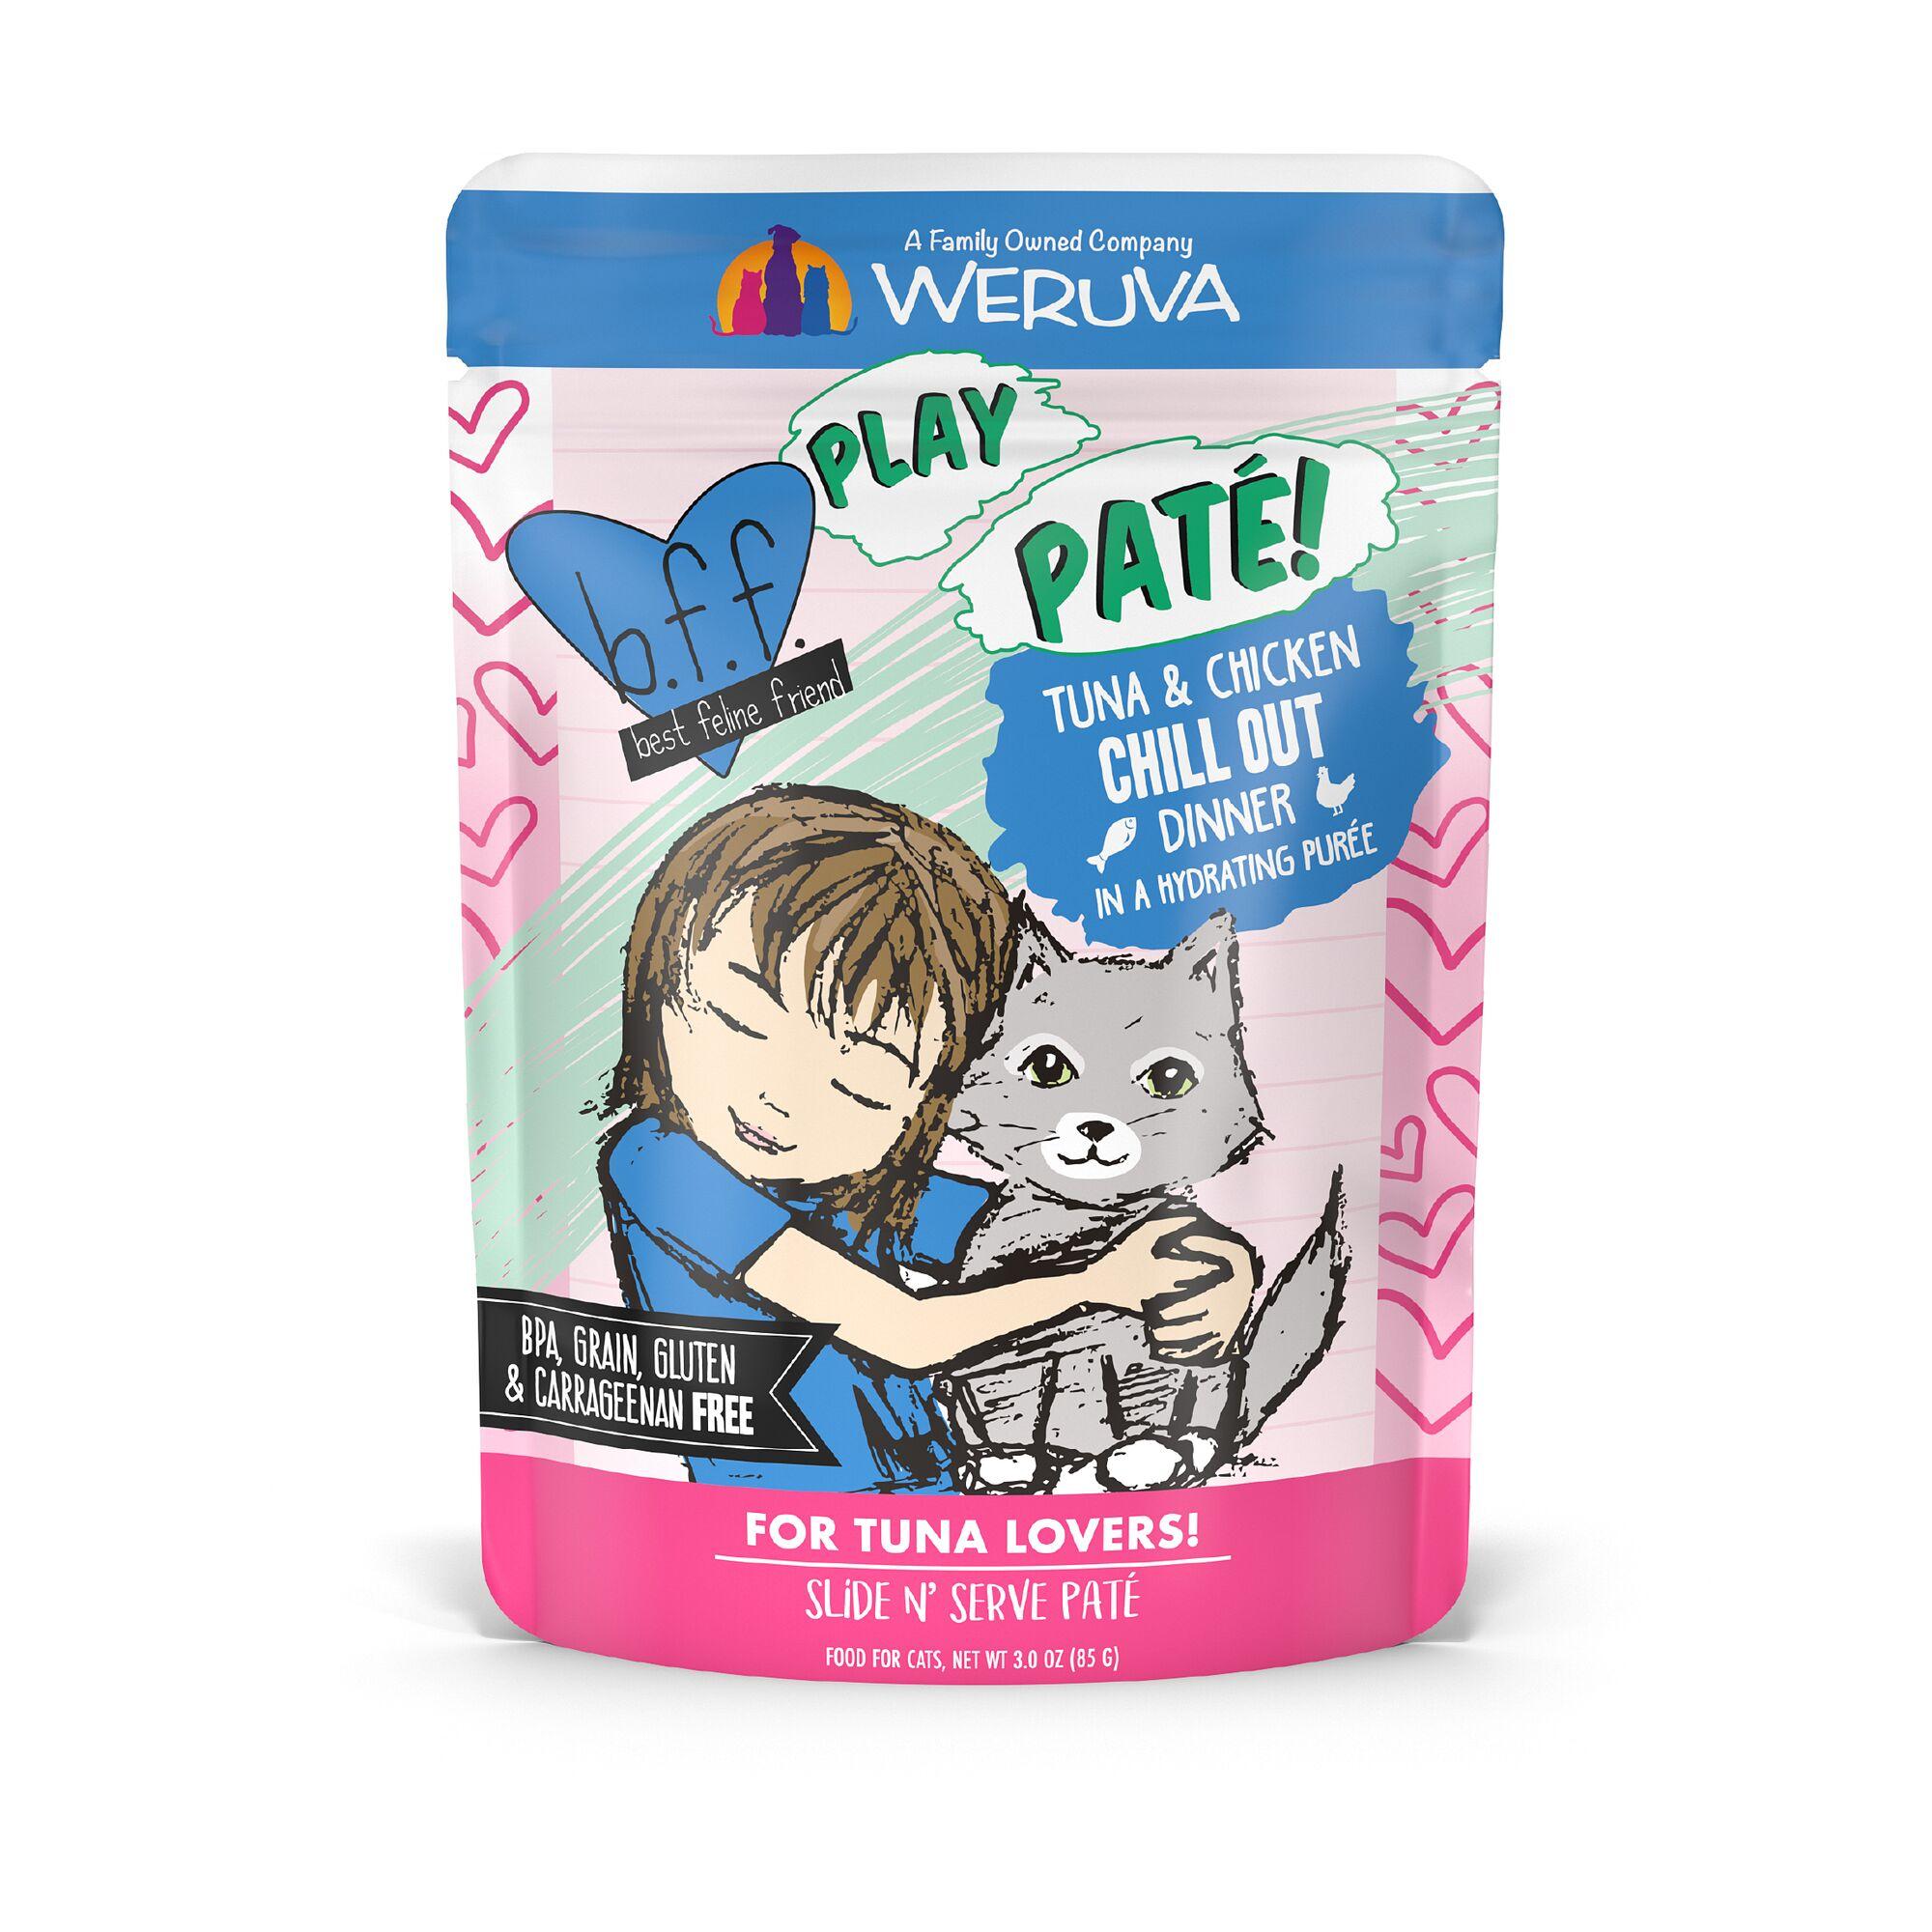 A Family Owned Company
WERUVA
PLAY
PATÉ!
b.f.f.
best feline friend
TUNA & CHICKEN
CHILL OUT
DINNER
IN A HYDRATING PURÉE
BPA, GRAIN, GLUTEN
& CARRAGEENAN FREE
FOR TUNA LOVERS!
SLIDE N' SERVE PATÉ
FOOD FOR CATS, NET WT 3.0 OZ (85 G)